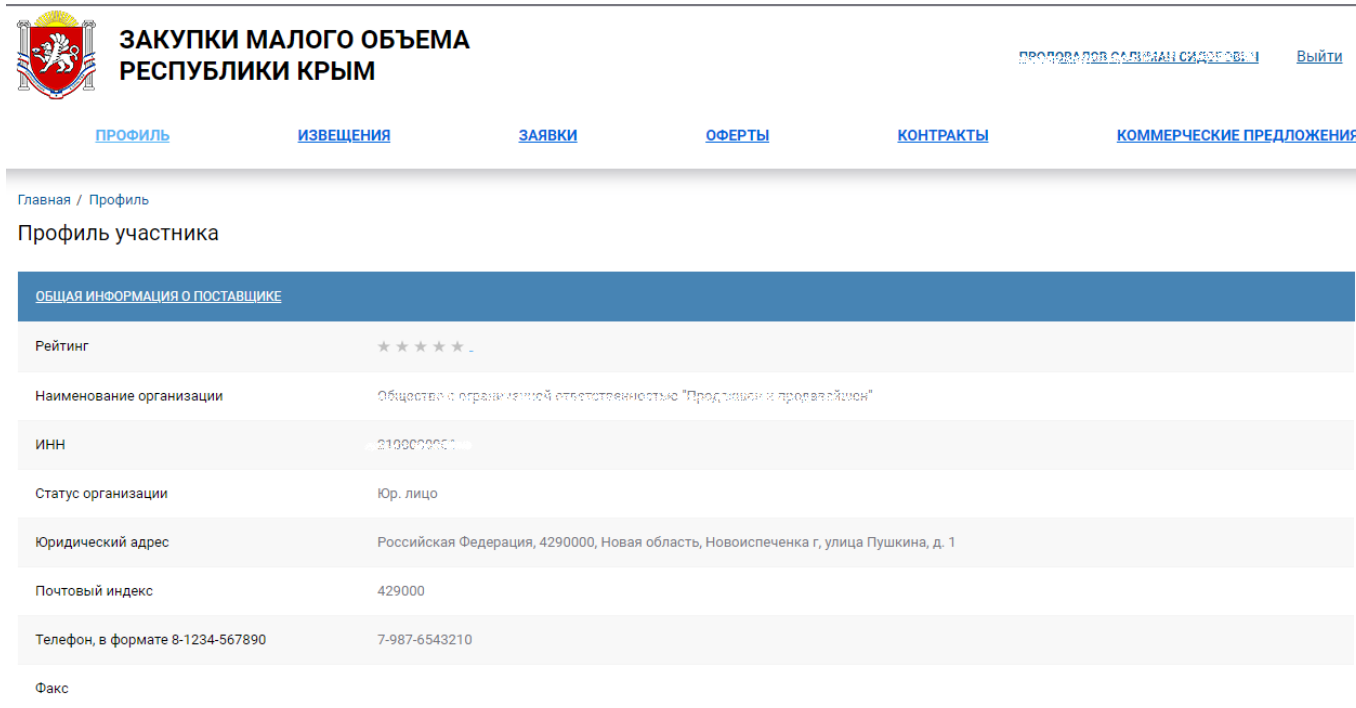 ЗАКУПКИ МАЛОГО ОБЪЕМА
РЕСПУБЛИКИ КРЫМ
Выйти
ПРОФИЛЬ ИЗВЕЩЕНИЯ ЗАЯВКИ ОФЕРТЫ КОНТРАКТЫ КОММЕРЧЕСКИЕ ПРЕДЛОЖЕНИЯ
Главная / Профиль
Профиль участника
ОБЩАЯ ИНФОРМАЦИЯ О ПОСТАВЩИКЕ
Рейтинг ★ ★ ★ ★ ★ -
Наименование организации Общество с ответственностью
ИНН
Статус организации Юр. лицо
Юридический адрес Российская Федерация, 4290000, Новая область, Новоиспеченка г, улица Пушкина, д. 1
Почтовый индекс 429000
Телефон, в формате 8-1234-567890 7-987-6543210
Факс